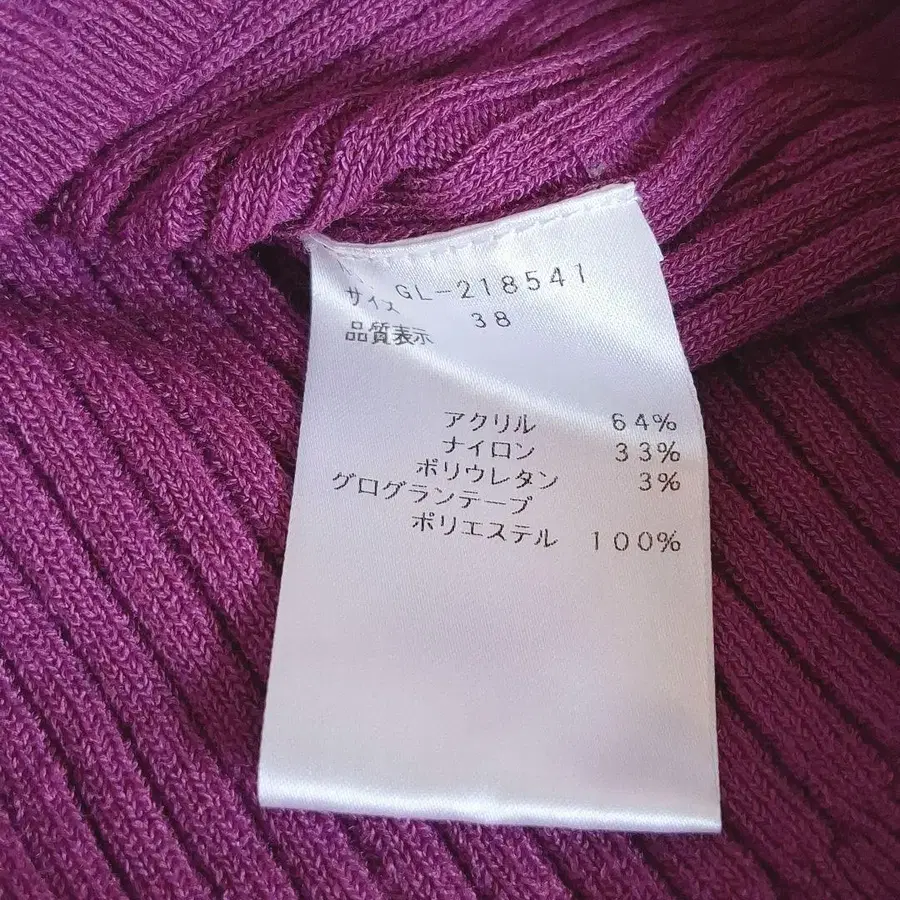 GL-218541
サイズ 38
品質表示
アクリル 64%
ナイロン 33%
ポリウレタン 3%
グログランテープ
ポリエステル 100%